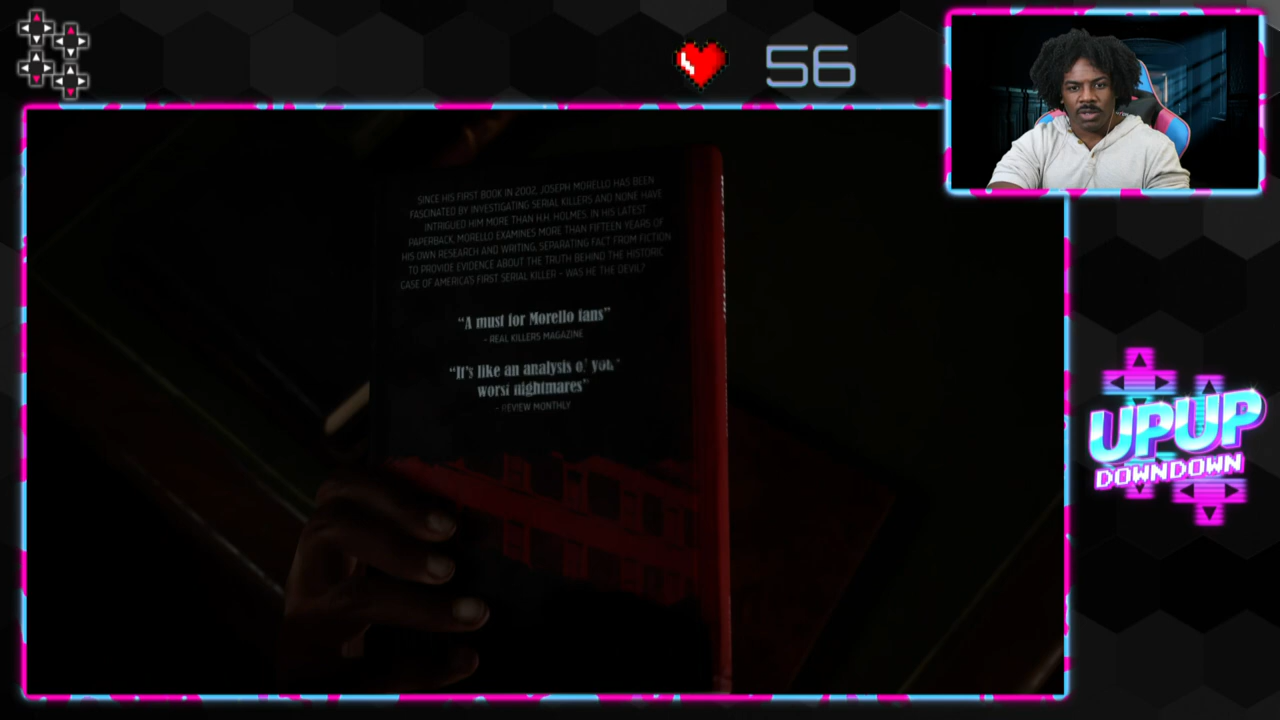 56
SINCE HIS FIRST BOOK IN 2002, JOSEPH MORELLO HAS BEEN
FASCINATED BY INVESTIGATING SERIAL KILLERS AND NONE HAVE
INTRIGUED HIM MORE THAN H.H. HOLMES. IN HIS LATEST
PAPERBACK, MORELLO EXAMINES MORE THAN FIFTEEN YEARS OF
HIS OWN RESEARCH AND WRITING, SEPARATING FACT FROM FICTION
TO PROVIDE EVIDENCE ABOUT THE TRUTH BEHIND THE HISTORIC
CASE OF AMERICA'S FIRST SERIAL KILLER – WAS HE THE DEVIL?
“A must for Morello fans”
- REAL KILLERS MAGAZINE
“It's like an analysis of your
worst nightmares”
- REVIEW MONTHLY
UPUP
DOWNDOWN